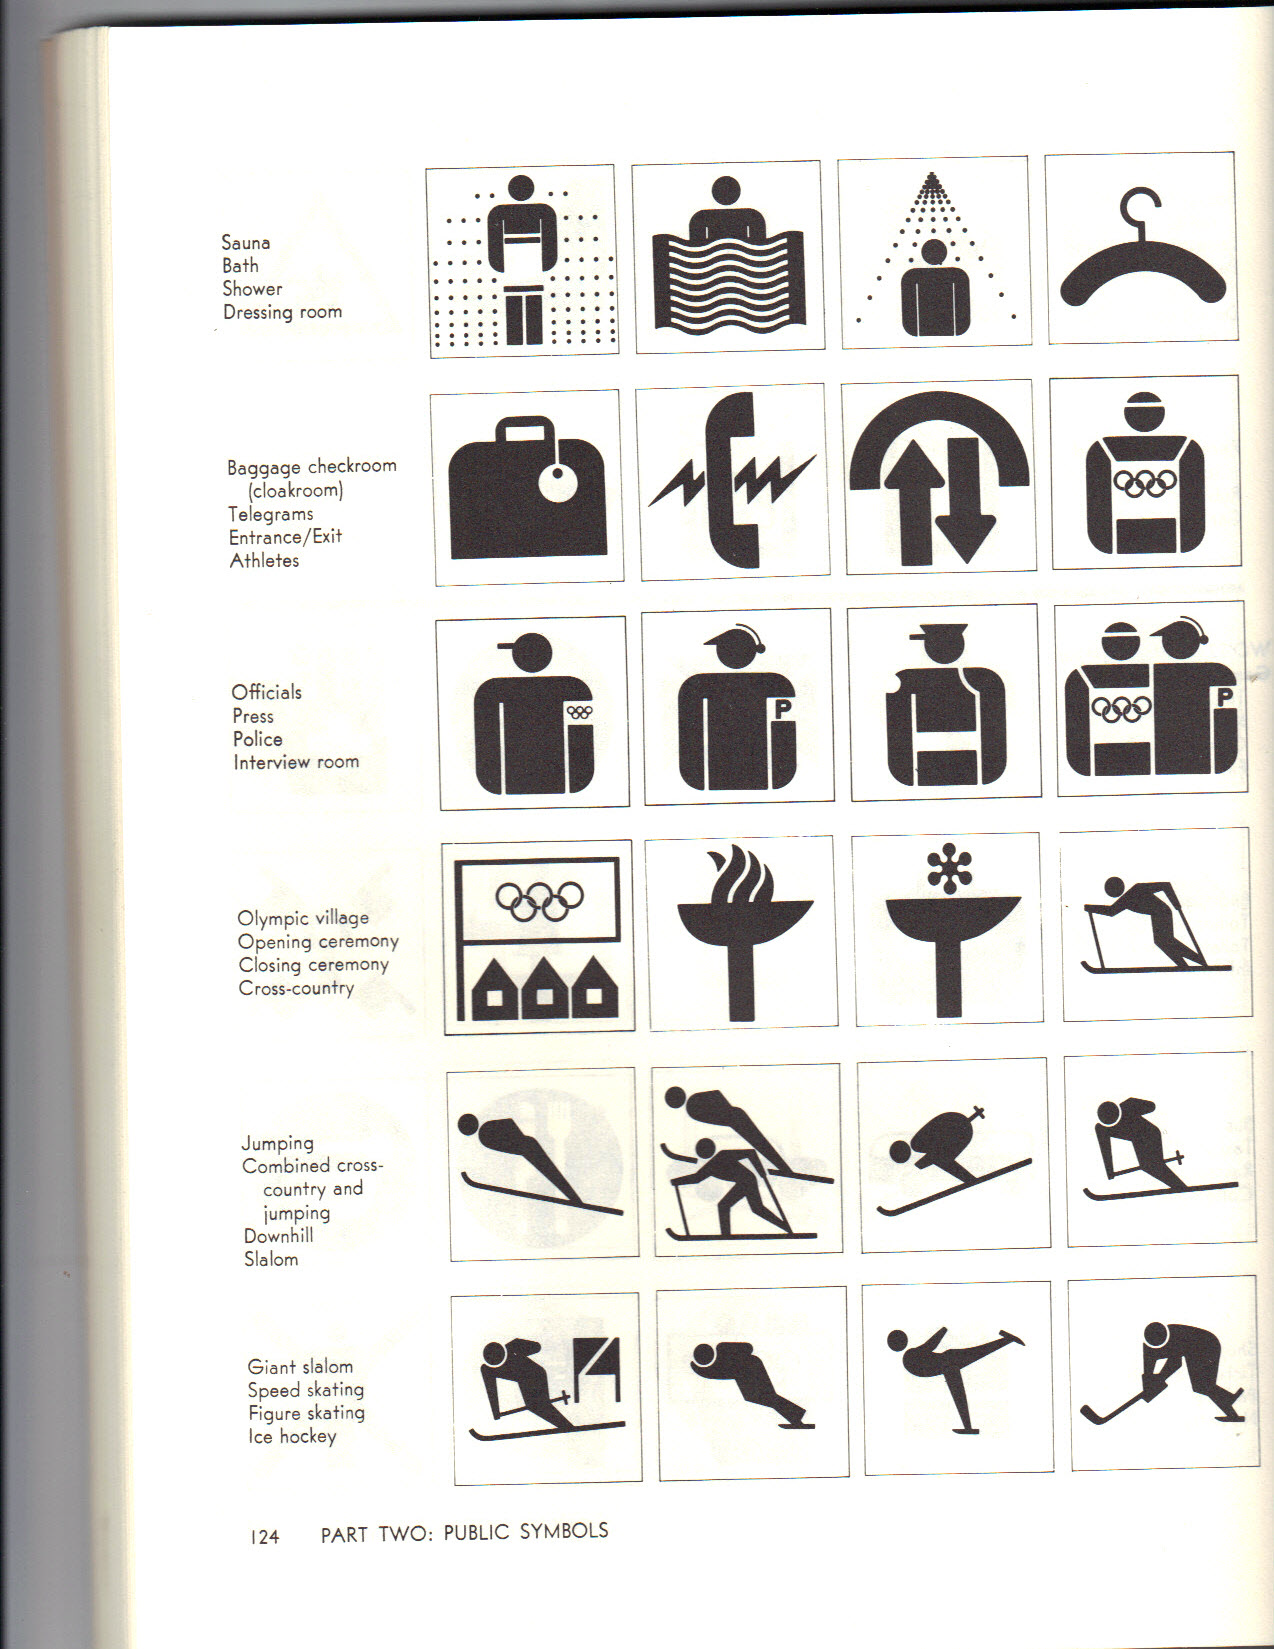 Sauna
Bath
Shower
Dressing room
Baggage checkroom
(cloakroom)
Telegrams
Entrance/Exit
Athletes
Officials
Press
Police
Interview room
P
P
Olympic village
Opening ceremony
Closing ceremony
Cross-country
Jumping
Combined cross-
country and
jumping
Downhill
Slalom
Giant slalom
Speed skating
Figure skating
Ice hockey
124 PART TWO: PUBLIC SYMBOLS